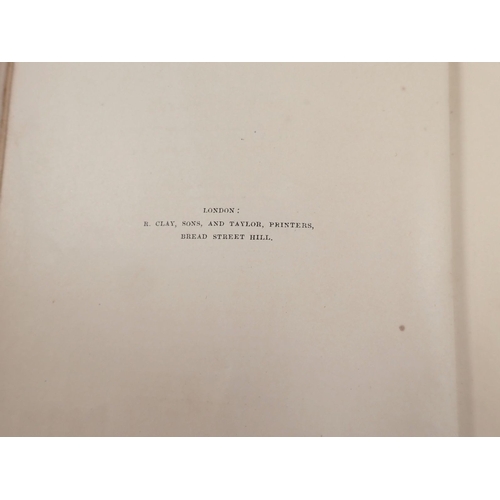 LONDON:
R. CLAY, SONS, AND TAYLOR, PRINTERS,
BREAD STREET HILL.